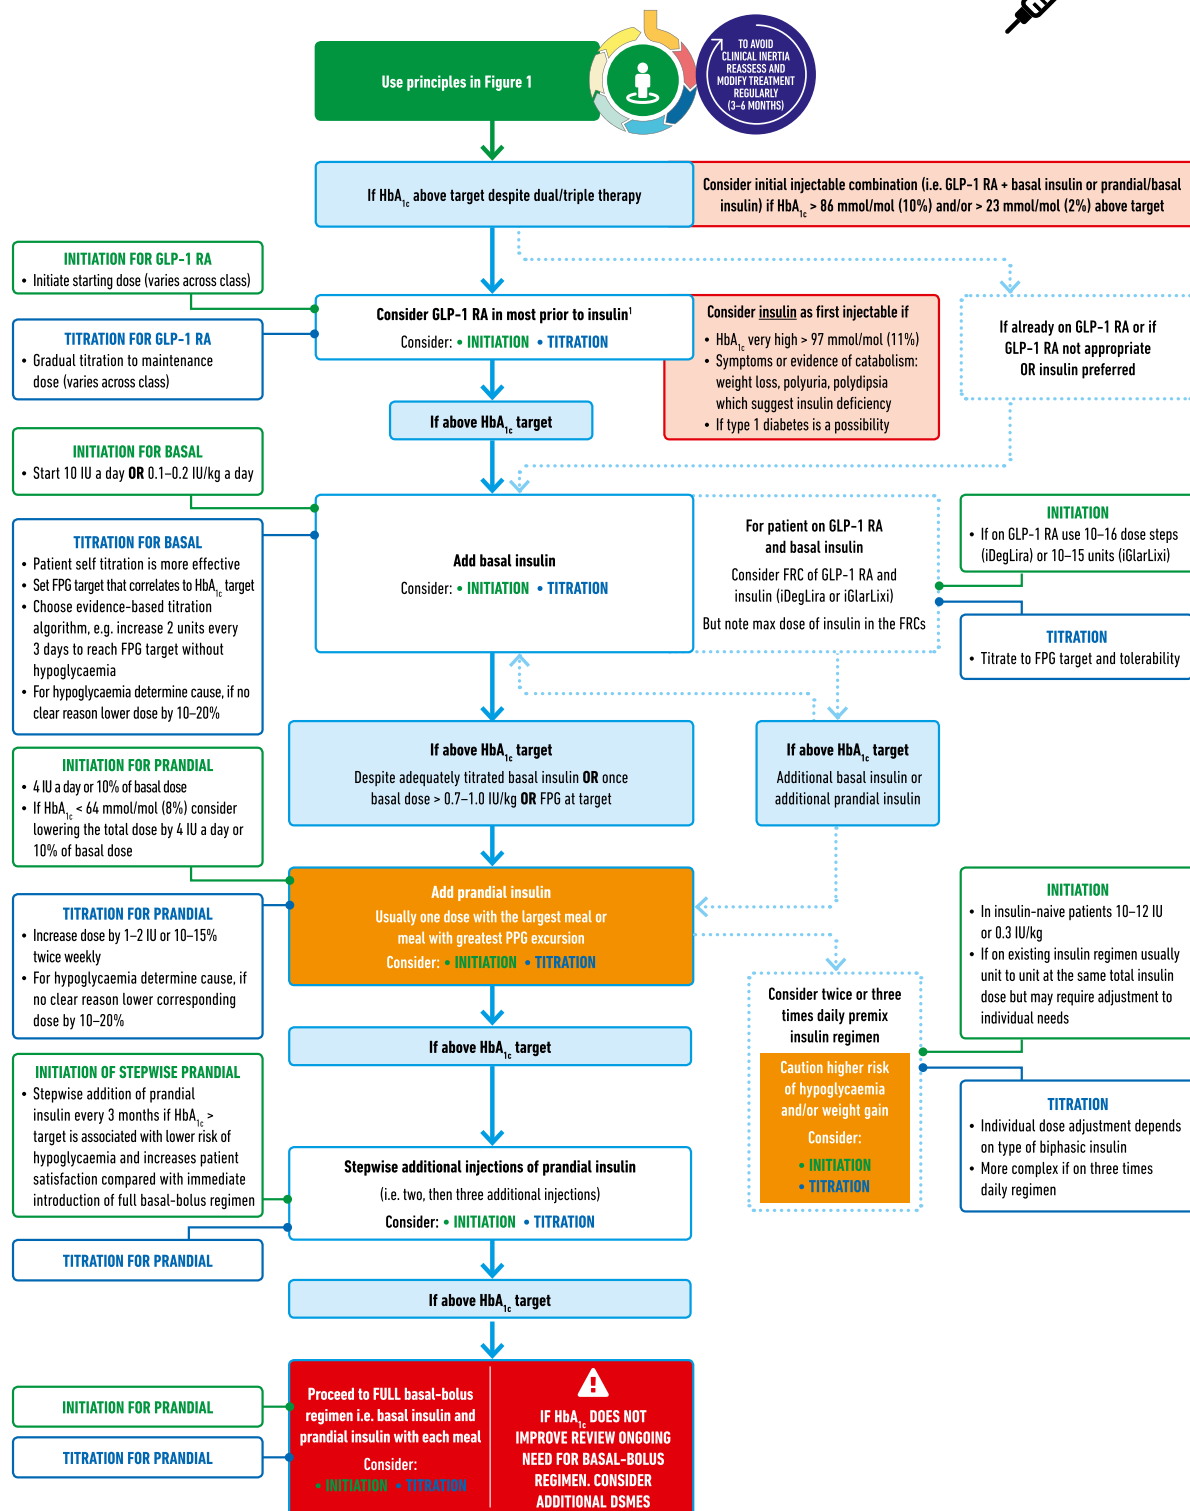 Use principles in Figure 1
TO AVOID
CLINICAL INERTIA
REASSESS AND
MODIFY TREATMENT
REGULARLY
(3–6 MONTHS)
If HbA1c above target despite dual/triple therapy
Consider initial injectable combination (i.e. GLP-1 RA + basal insulin or prandial/basal
insulin) if HbA1c > 86 mmol/mol (10%) and/or > 23 mmol/mol (2%) above target
INITIATION FOR GLP-1 RA
• Initiate starting dose (varies across class)
TITRATION FOR GLP-1 RA
• Gradual titration to maintenance
dose (varies across class)
Consider GLP-1 RA in most prior to insulin1
Consider: • INITIATION • TITRATION
Consider insulin as first injectable if
• HbA1c very high > 97 mmol/mol (11%)
• Symptoms or evidence of catabolism:
weight loss, polyuria, polydipsia
which suggest insulin deficiency
• If type 1 diabetes is a possibility
If already on GLP-1 RA or if
GLP-1 RA not appropriate
OR insulin preferred
If above HbA1c target
INITIATION FOR BASAL
• Start 10 IU a day OR 0.1–0.2 IU/kg a day
TITRATION FOR BASAL
• Patient self titration is more effective
• Set FPG target that correlates to HbA1c target
• Choose evidence-based titration
algorithm, e.g. increase 2 units every
3 days to reach FPG target without
hypoglycaemia
• For hypoglycaemia determine cause, if no
clear reason lower dose by 10–20%
Add basal insulin
Consider: • INITIATION • TITRATION
For patient on GLP-1 RA
and basal insulin
Consider FRC of GLP-1 RA and
insulin (iDegLira or iGlarLixi)
But note max dose of insulin in the FRCs
INITIATION
• If on GLP-1 RA use 10–16 dose steps
(iDegLira) or 10–15 units (iGlarLixi)
TITRATION
• Titrate to FPG target and tolerability
If above HbA1c target
Despite adequately titrated basal insulin OR once
basal dose > 0.7–1.0 IU/kg OR FPG at target
If above HbA1c target
Additional basal insulin or
additional prandial insulin
INITIATION FOR PRANDIAL
• 4 IU a day or 10% of basal dose
• If HbA1c < 64 mmol/mol (8%) consider
lowering the total dose by 4 IU a day or
10% of basal dose
TITRATION FOR PRANDIAL
• Increase dose by 1–2 IU or 10–15%
twice weekly
• For hypoglycaemia determine cause, if
no clear reason lower corresponding
dose by 10–20%
Add prandial insulin
Usually one dose with the largest meal or
meal with greatest PPG excursion
Consider: • INITIATION • TITRATION
If above HbA1c target
Consider twice or three
times daily premix
insulin regimen
Caution higher risk
of hypoglycaemia
and/or weight gain
Consider:
• INITIATION
• TITRATION
INITIATION
• In insulin-naive patients 10–12 IU
or 0.3 IU/kg
• If on existing insulin regimen usually
unit to unit at the same total insulin
dose but may require adjustment to
individual needs
TITRATION
• Individual dose adjustment depends
on type of biphasic insulin
• More complex if on three times
daily regimen
INITIATION OF STEPWISE PRANDIAL
• Stepwise addition of prandial
insulin every 3 months if HbA1c >
target is associated with lower risk of
hypoglycaemia and increases patient
satisfaction compared with immediate
introduction of full basal-bolus regimen
TITRATION FOR PRANDIAL
Stepwise additional injections of prandial insulin
(i.e. two, then three additional injections)
Consider: • INITIATION • TITRATION
If above HbA1c target
INITIATION FOR PRANDIAL
TITRATION FOR PRANDIAL
Proceed to FULL basal-bolus
regimen i.e. basal insulin and
prandial insulin with each meal
Consider:
• INITIATION • TITRATION
IF HbA1c DOES NOT
IMPROVE REVIEW ONGOING
NEED FOR BASAL-BOLUS
REGIMEN. CONSIDER
ADDITIONAL DSMES